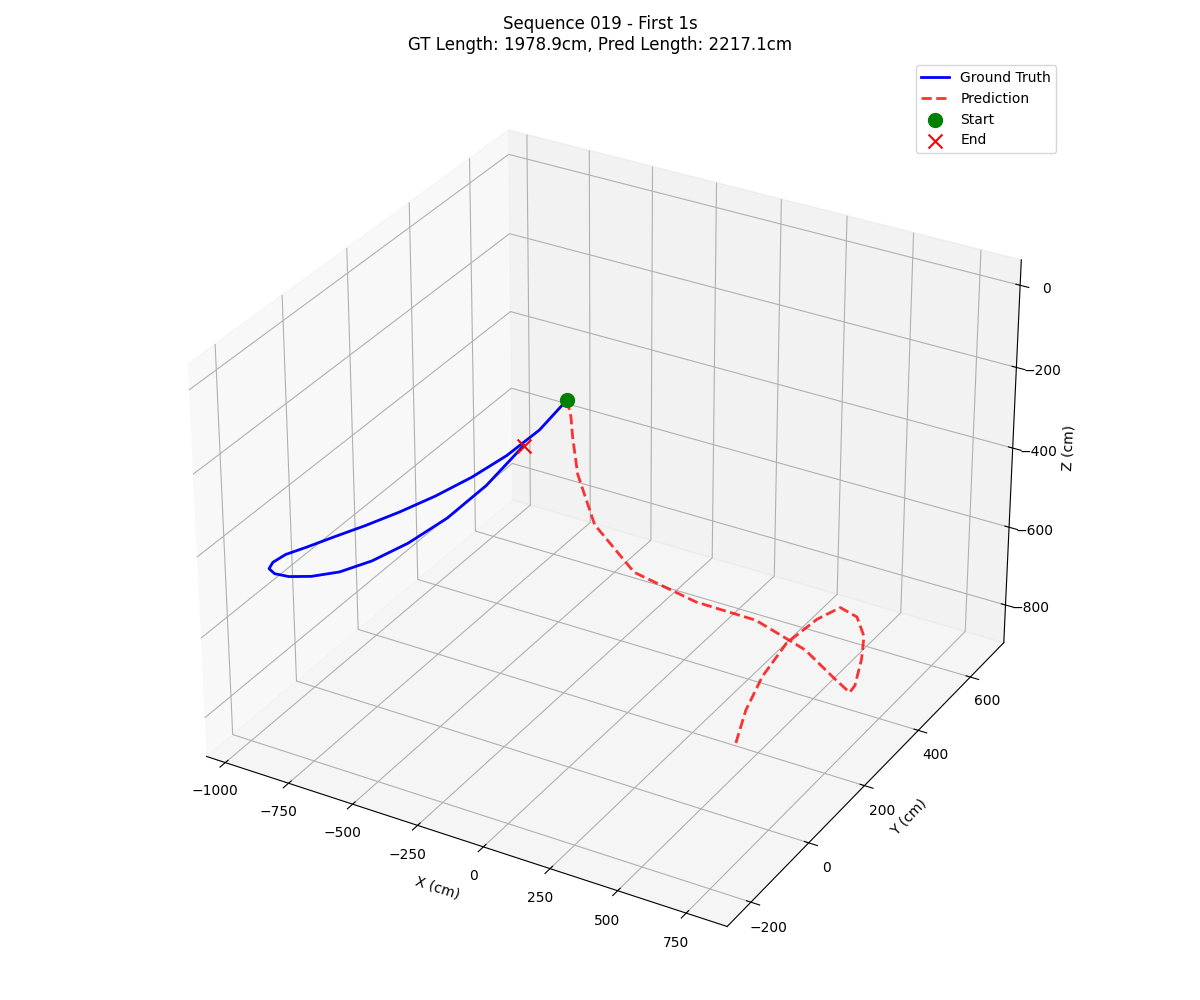 Sequence 019 - First 1s
GT Length: 1978.9cm, Pred Length: 2217.1cm
Ground Truth
Prediction
Start
End
0
−200
−400
−600
−800
Z (cm)
600
400
200
0
−200
Y (cm)
−1000
−750
−500
−250
0
250
500
750
X (cm)